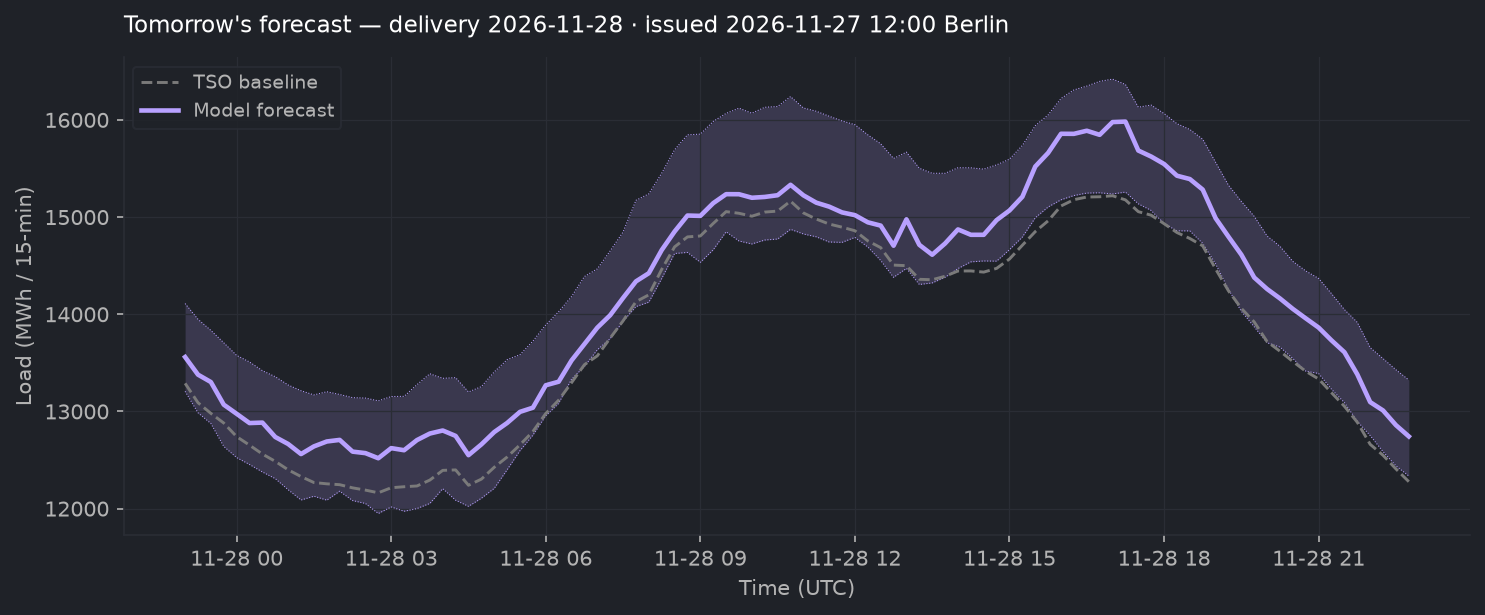 Tomorrow's forecast — delivery 2026-11-28 · issued 2026-11-27 12:00 Berlin
TSO baseline
Model forecast
Load (MWh / 15-min)
16000
15000
14000
13000
12000
11-28 00 11-28 03 11-28 06 11-28 09 11-28 12 11-28 15 11-28 18 11-28 21
Time (UTC)